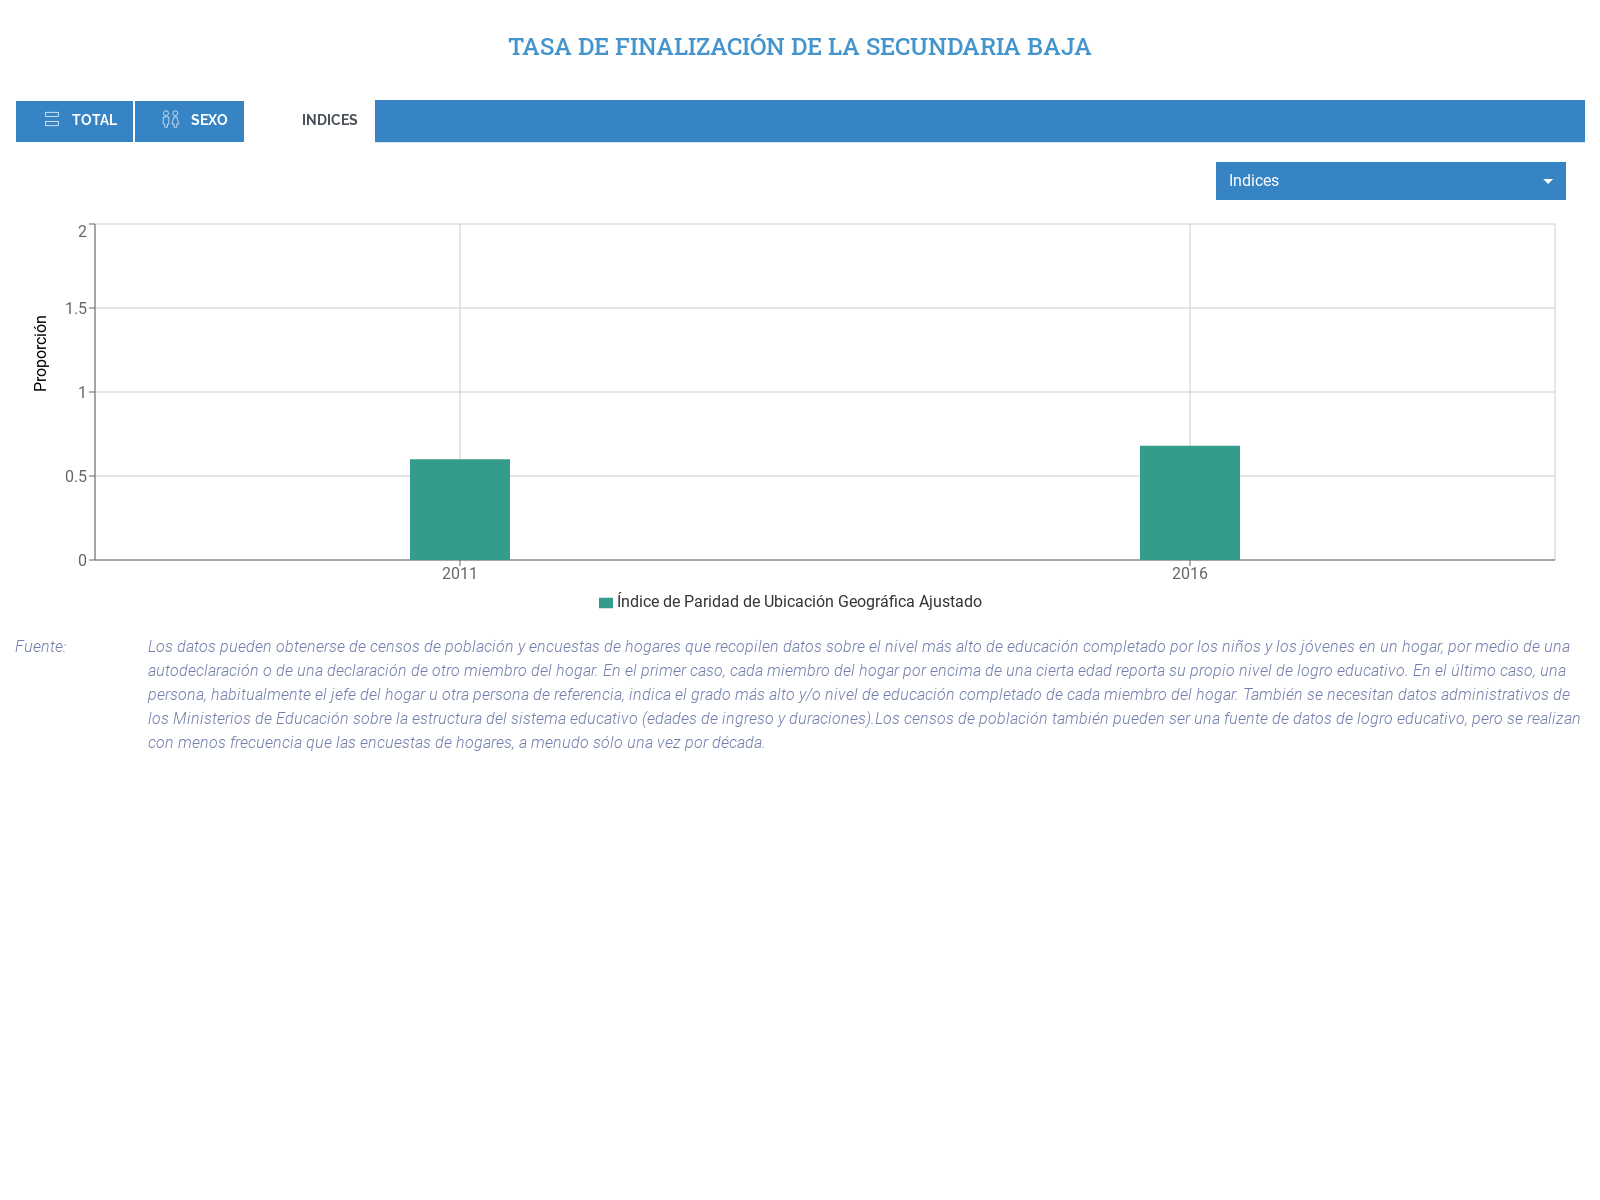 TASA DE FINALIZACIÓN DE LA SECUNDARIA BAJA
TOTAL
SEXO
INDICES
Indices
2
1.5
1
0.5
0
Proporción
2011
2016
Índice de Paridad de Ubicación Geográfica Ajustado
Fuente:
Los datos pueden obtenerse de censos de población y encuestas de hogares que recopilen datos sobre el nivel más alto de educación completado por los niños y los jóvenes en un hogar, por medio de una
autodeclaración o de una declaración de otro miembro del hogar. En el primer caso, cada miembro del hogar por encima de una cierta edad reporta su propio nivel de logro educativo. En el último caso, una
persona, habitualmente el jefe del hogar u otra persona de referencia, indica el grado más alto y/o nivel de educación completado de cada miembro del hogar. También se necesitan datos administrativos de
los Ministerios de Educación sobre la estructura del sistema educativo (edades de ingreso y duraciones).Los censos de población también pueden ser una fuente de datos de logro educativo, pero se realizan
con menos frecuencia que las encuestas de hogares, a menudo sólo una vez por década.